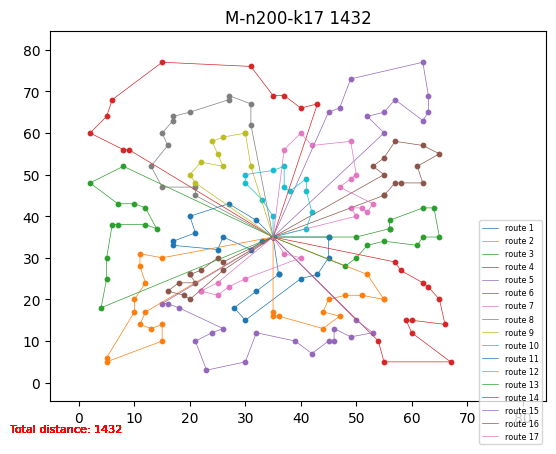 M-n200-k17 1432
80
70
60
50
40
30
20
10
0
route 1
route 2
route 3
route 4
route 5
route 6
route 7
route 8
route 9
route 10
route 11
route 12
route 13
route 14
route 15
route 16
route 17
0 10 20 30 40 50 60 70 80
Total distance: 1432